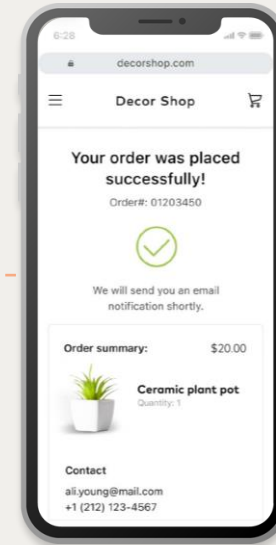 6:28
decorshop.com
Decor Shop
Your order was placed
successfully!
Order#: 01203450
We will send you an email
notification shortly.
Order summary: $20.00
Ceramic plant pot
Quantity: 1
Contact
ali.young@mail.com
+1 (212) 123-4567